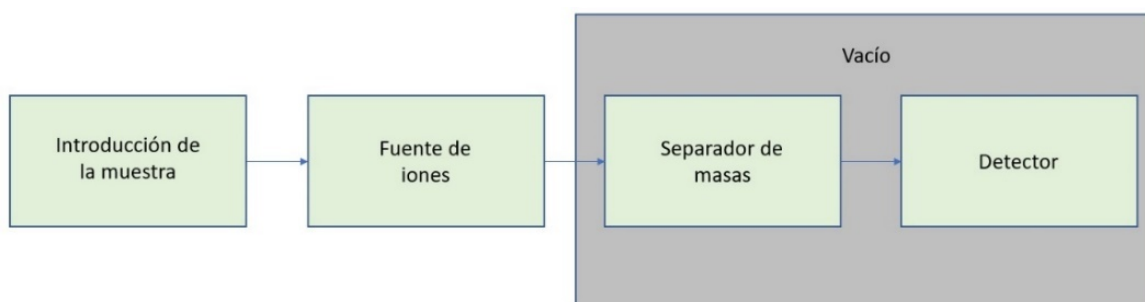 Vacío
Introducción de
la muestra
Fuente de
iones
Separador de
masas
Detector